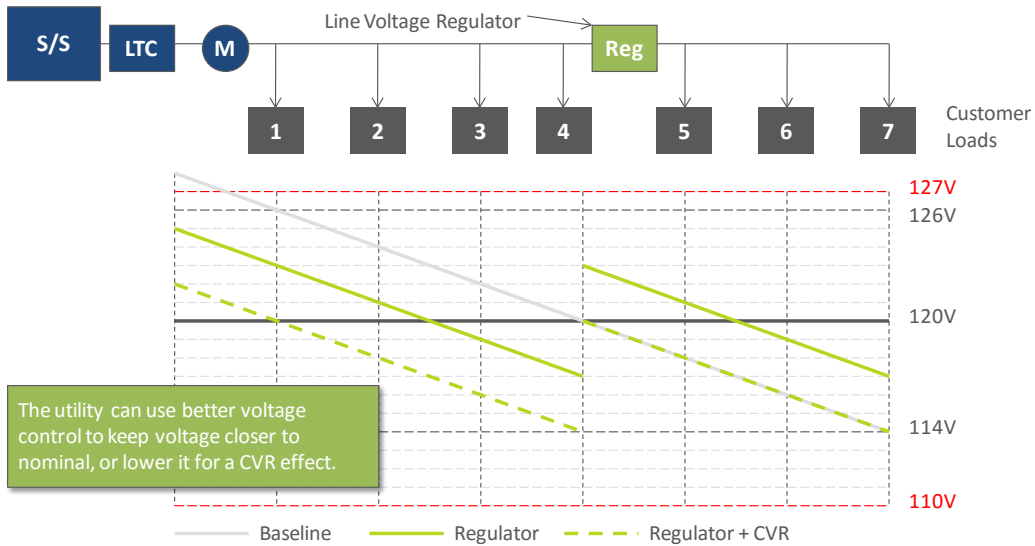 Line Voltage Regulator
S/S
LTC
M
Reg
1
2
3
4
5
6
7
Customer
Loads
127V
126V
120V
114V
110V
The utility can use better voltage
control to keep voltage closer to
nominal, or lower it for a CVR effect.
Baseline
Regulator
Regulator + CVR